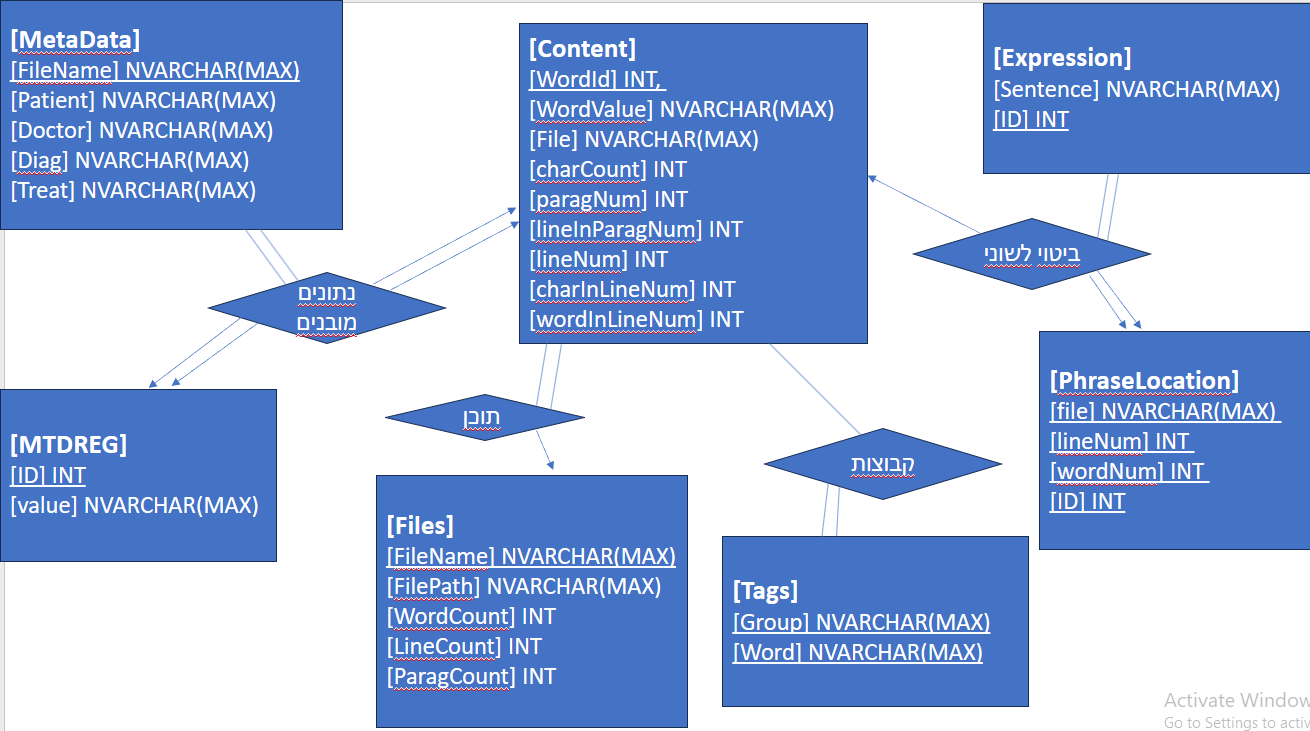 [MetaData]
[FileName] NVARCHAR(MAX)
[Patient] NVARCHAR(MAX)
[Doctor] NVARCHAR(MAX)
[Diag] NVARCHAR(MAX)
[Treat] NVARCHAR(MAX)
[Content]
[WordId] INT,
[WordValue] NVARCHAR(MAX)
[File] NVARCHAR(MAX)
[charCount] INT
[paragNum] INT
[lineInParagNum] INT
[lineNum] INT
[charInLineNum] INT
[wordInLineNum] INT
[Expression]
[Sentence] NVARCHAR(MAX)
[ID] INT
ביטוי לשוני
נתונים
מובנים
[MTDREG]
[ID] INT
[value] NVARCHAR(MAX)
תוכן
קבוצות
[PhraseLocation]
[file] NVARCHAR(MAX)
[lineNum] INT
[wordNum] INT
[ID] INT
[Files]
[FileName] NVARCHAR(MAX)
[FilePath] NVARCHAR(MAX)
[WordCount] INT
[LineCount] INT
[ParagCount] INT
[Tags]
[Group] NVARCHAR(MAX)
[Word] NVARCHAR(MAX)
Activate Window
Go to Settings to activ